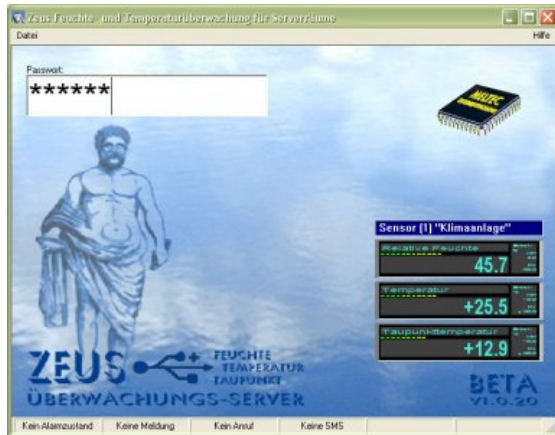 Zeus Feuchte- und Temperaturüberwachung für Serverräume
Datei
Hilfe
Passwort:
******
MELTEC
Sensor (1) "Klimaanlage"
Relative Feuchte
45.7
Temperatur
+25.5
Taupunkttemperatur
+12.9
ZEUS
FEUCHTE
TEMPERATUR
TAUPUNKT
ÜBERWACHUNGS-SERVER
BETA
V1.0.20
Kein Alarmzustand
Keine Meldung
Kein Anruf
Keine SMS